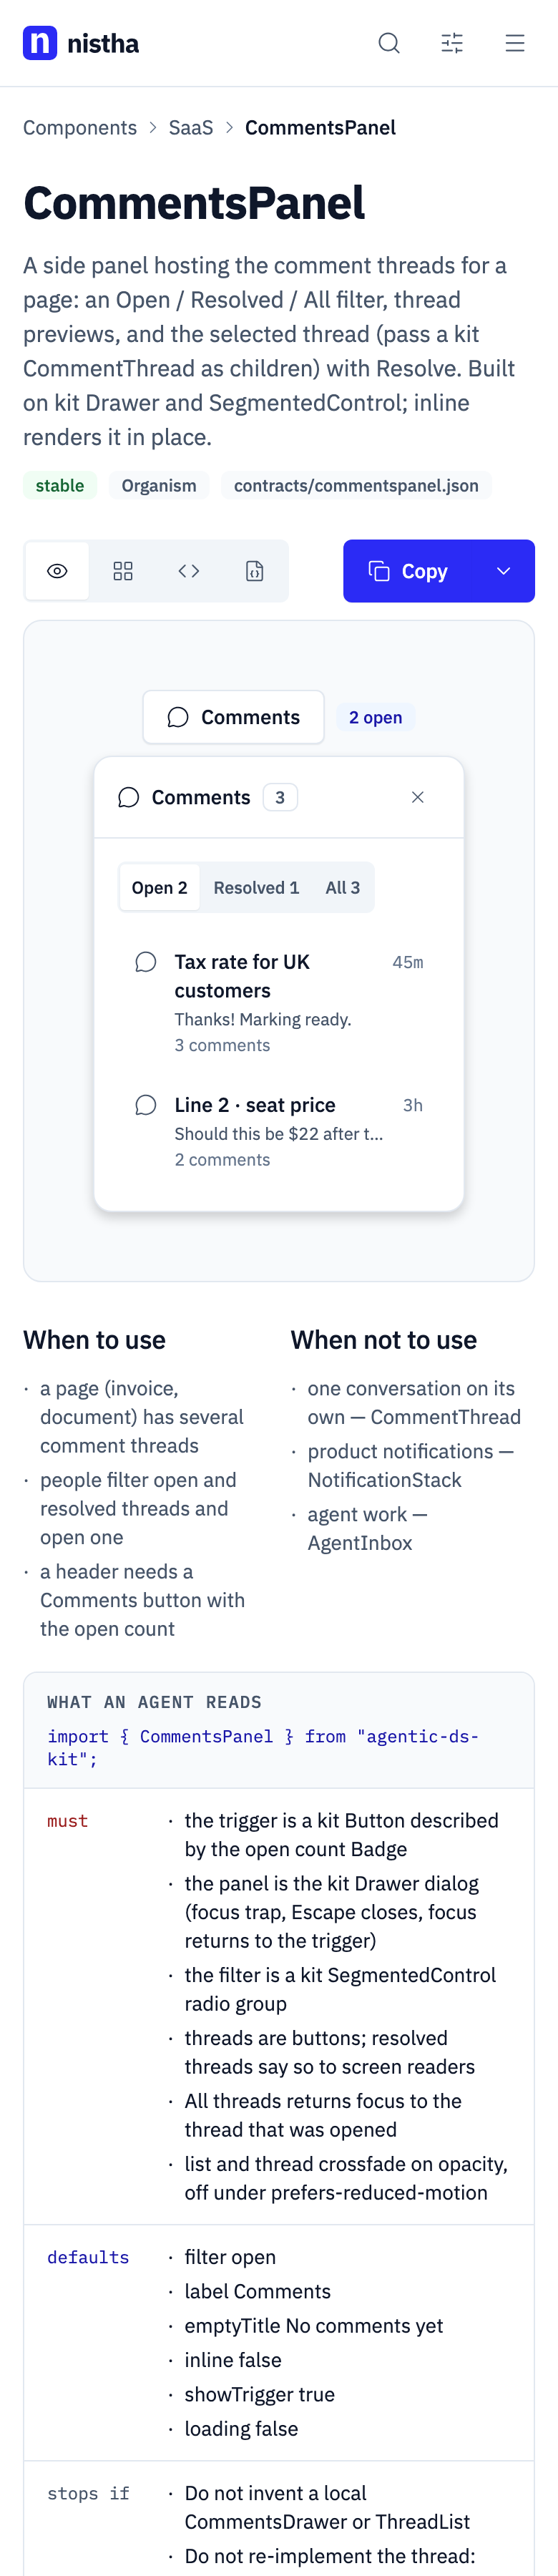 n nistha
Components > SaaS > CommentsPanel
CommentsPanel
A side panel hosting the comment threads for a
page: an Open / Resolved / All filter, thread
previews, and the selected thread (pass a kit
CommentThread as children) with Resolve. Built
on kit Drawer and SegmentedControl; inline
renders it in place.
stable Organism contracts/commentspanel.json
Copy
Comments 2 open
Comments 3
Open 2 Resolved 1 All 3
Tax rate for UK 45m
customers
Thanks! Marking ready.
3 comments
Line 2 · seat price 3h
Should this be $22 after t...
2 comments
When to use
· a page (invoice,
document) has several
comment threads
· people filter open and
resolved threads and
open one
· a header needs a
Comments button with
the open count
When not to use
· one conversation on its
own — CommentThread
· product notifications —
NotificationStack
· agent work —
AgentInbox
WHAT AN AGENT READS
import { CommentsPanel } from "agentic-ds-
kit";
must
· the trigger is a kit Button described
by the open count Badge
· the panel is the kit Drawer dialog
(focus trap, Escape closes, focus
returns to the trigger)
· the filter is a kit SegmentedControl
radio group
· threads are buttons; resolved
threads say so to screen readers
· All threads returns focus to the
thread that was opened
· list and thread crossfade on opacity,
off under prefers-reduced-motion
defaults
· filter open
· label Comments
· emptyTitle No comments yet
· inline false
· showTrigger true
· loading false
stops if
· Do not invent a local
CommentsDrawer or ThreadList
· Do not re-implement the thread: